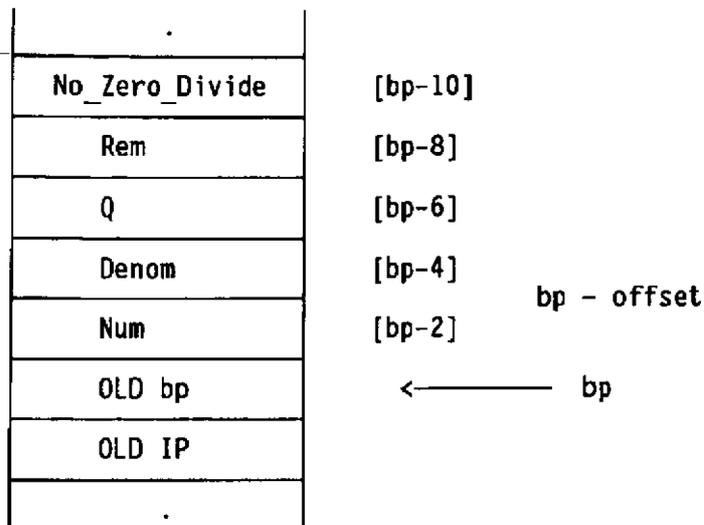 No_Zero_Divide [bp-10]
Rem [bp-8]
Q [bp-6]
Denom [bp-4]
bp - offset
Num [bp-2]
OLD bp <———— bp
OLD IP